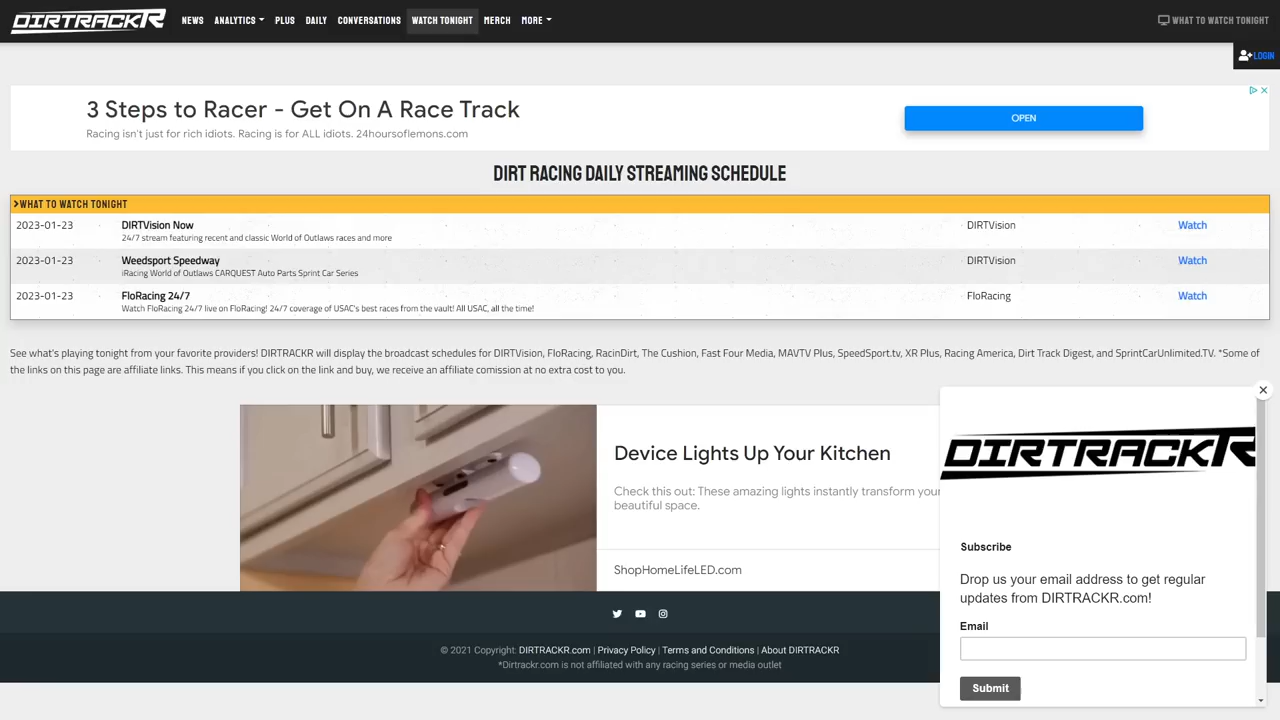 DIRTRACKR NEWS ANALYTICS PLUS DAILY CONVERSATIONS WATCH TONIGHT MERCH MORE WHAT TO WATCH TONIGHT
LOGIN
3 Steps to Racer - Get On A Race Track
Racing isn't just for rich idiots. Racing is for ALL idiots. 24hoursoflemons.com
OPEN
DIRT RACING DAILY STREAMING SCHEDULE
>WHAT TO WATCH TONIGHT
2023-01-23 DIRTVision Now DIRTVision Watch
24/7 stream featuring recent and classic World of Outlaws races and more
2023-01-23 Weedsport Speedway DIRTVision Watch
iRacing World of Outlaws CARQUEST Auto Parts Sprint Car Series
2023-01-23 FloRacing 24/7 FloRacing Watch
Watch FloRacing 24/7 live on FloRacing! 24/7 coverage of USAC's best races from the vault! All USAC, all the time!
See what's playing tonight from your favorite providers! DIRTRACKR will display the broadcast schedules for DIRTVision, FloRacing, RacinDirt, The Cushion, Fast Four Media, MAVTV Plus, SpeedSport.tv, XR Plus, Racing America, Dirt Track Digest, and SprintCarUnlimited.TV. *Some of
the links on this page are affiliate links. This means if you click on the link and buy, we receive an affiliate comission at no extra cost to you.
Device Lights Up Your Kitchen
Check this out: These amazing lights instantly transform your
beautiful space.
ShopHomeLifeLED.com
DIRTRACKR
Subscribe
Drop us your email address to get regular
updates from DIRTRACKR.com!
Email
Submit
© 2021 Copyright: DIRTRACKR.com | Privacy Policy | Terms and Conditions | About DIRTRACKR
*Dirtrackr.com is not affiliated with any racing series or media outlet